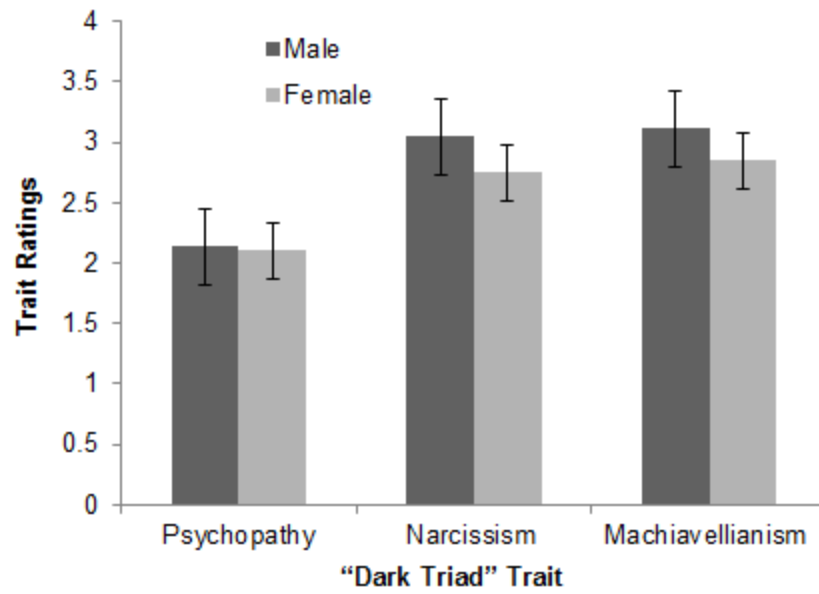 4
Male
3.5
Female
3
2.5
2
1.5
1
0.5
0
Trait Ratings
Psychopathy Narcissism Machiavellianism
“Dark Triad” Trait